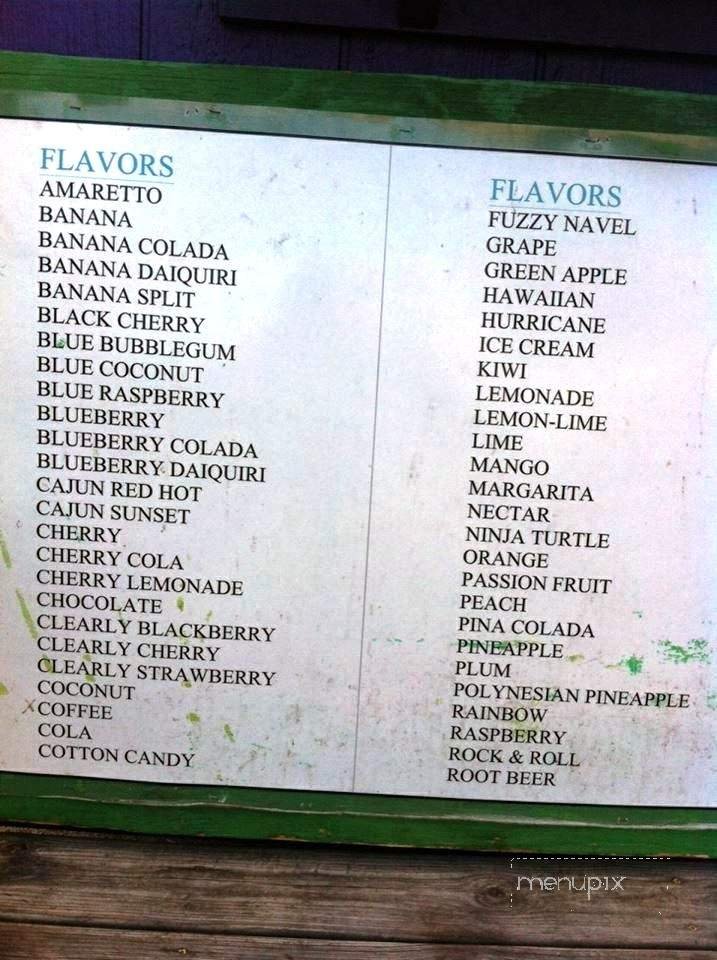 FLAVORS
AMARETTO
BANANA
BANANA COLADA
BANANA DAIQUIRI
BANANA SPLIT
BLACK CHERRY
BLUE BUBBLEGUM
BLUE COCONUT
BLUE RASPBERRY
BLUEBERRY
BLUEBERRY COLADA
BLUEBERRY DAIQUIRI
CAJUN RED HOT
CAJUN SUNSET
CHERRY
CHERRY COLA
CHERRY LEMONADE
CHOCOLATE
CLEARLY BLACKBERRY
CLEARLY CHERRY
CLEARLY STRAWBERRY
COCONUT
COFFEE
COLA
COTTON CANDY
FLAVORS
FUZZY NAVEL
GRAPE
GREEN APPLE
HAWAIIAN
HURRICANE
ICE CREAM
KIWI
LEMONADE
LEMON-LIME
LIME
MANGO
MARGARITA
NECTAR
NINJA TURTLE
ORANGE
PASSION FRUIT
PEACH
PINA COLADA
PINEAPPLE
PLUM
POLYNESIAN PINEAPPLE
RAINBOW
RASPBERRY
ROCK & ROLL
ROOT BEER
menupix